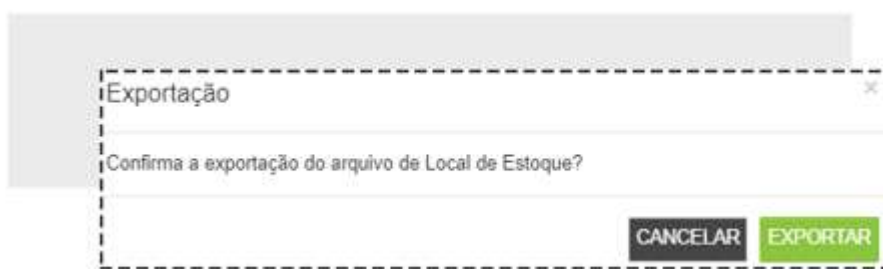 Exportação
×
Confirma a exportação do arquivo de Local de Estoque?
CANCELAR EXPORTAR